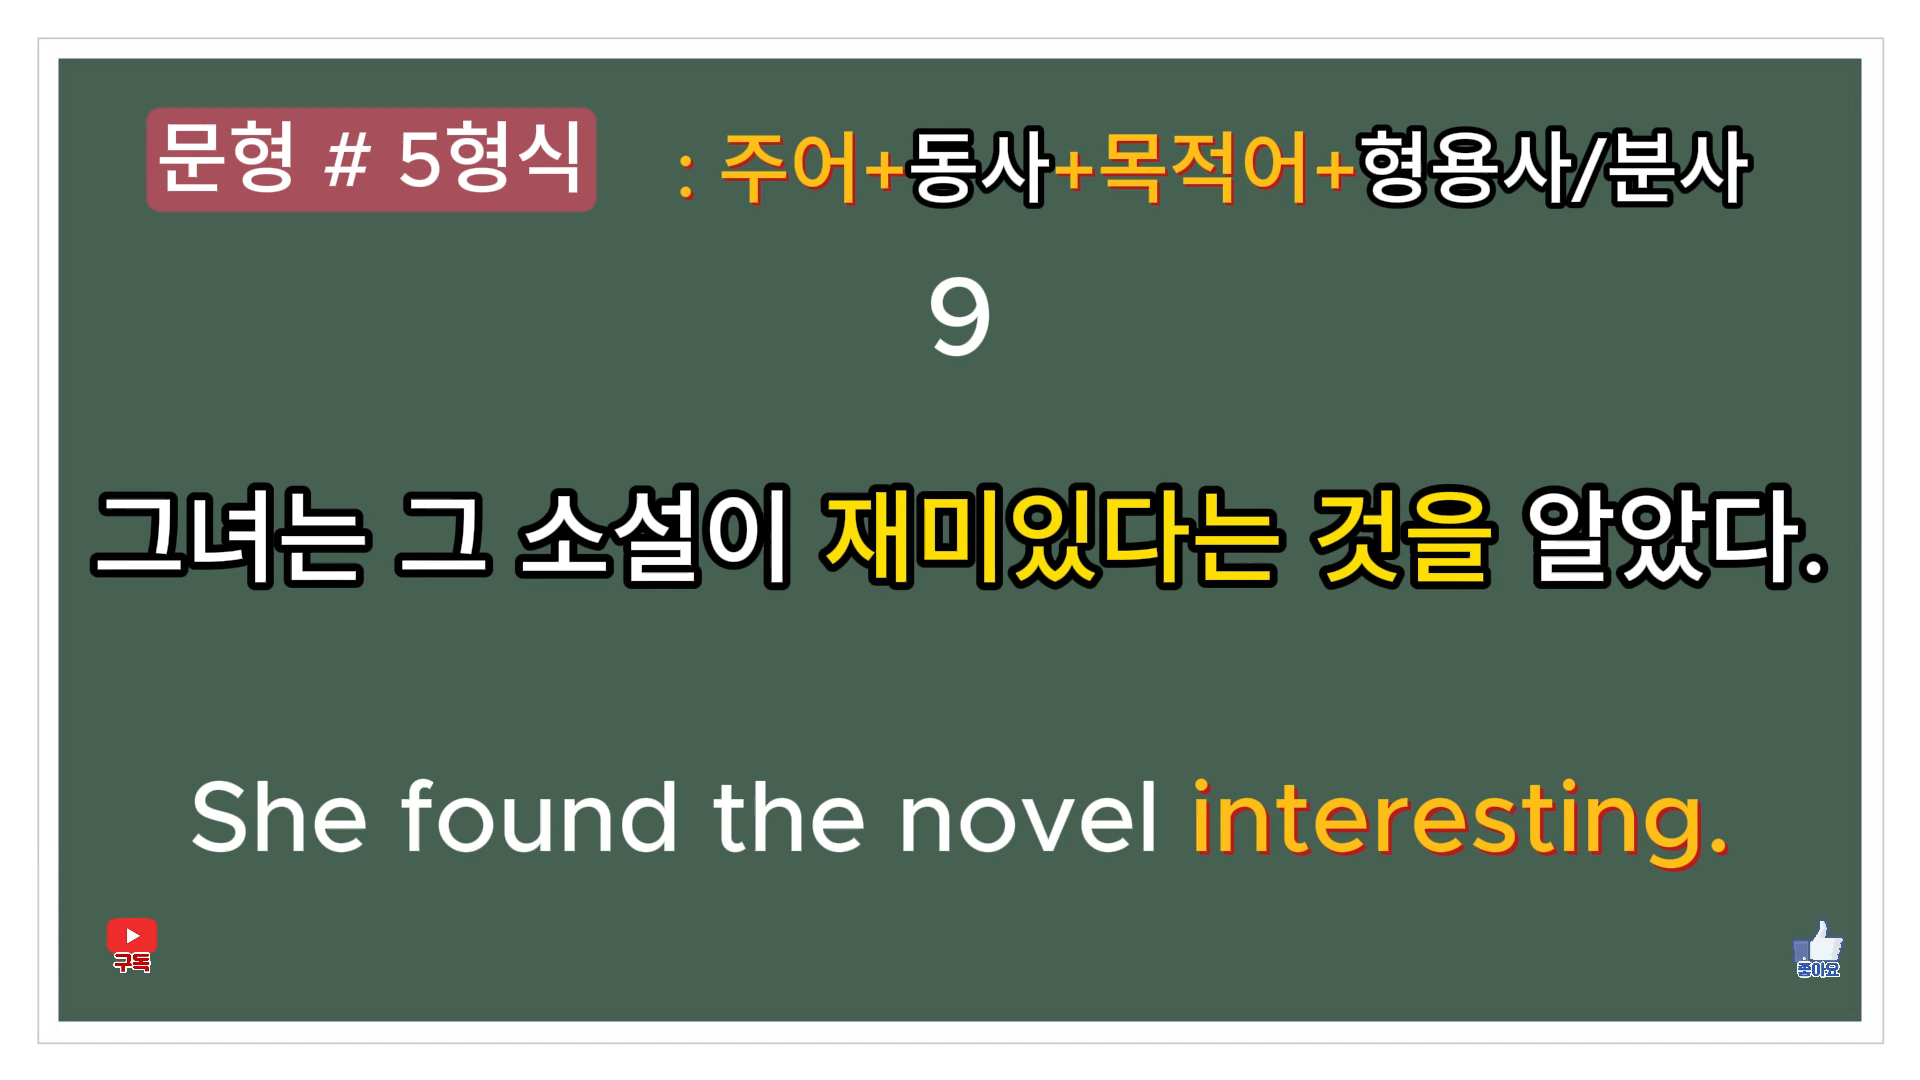 문형 # 5형식 : 주어+동사+목적어+형용사/분사
9
그녀는 그 소설이 재미있다는 것을 알았다.
She found the novel interesting.
구독
좋아요